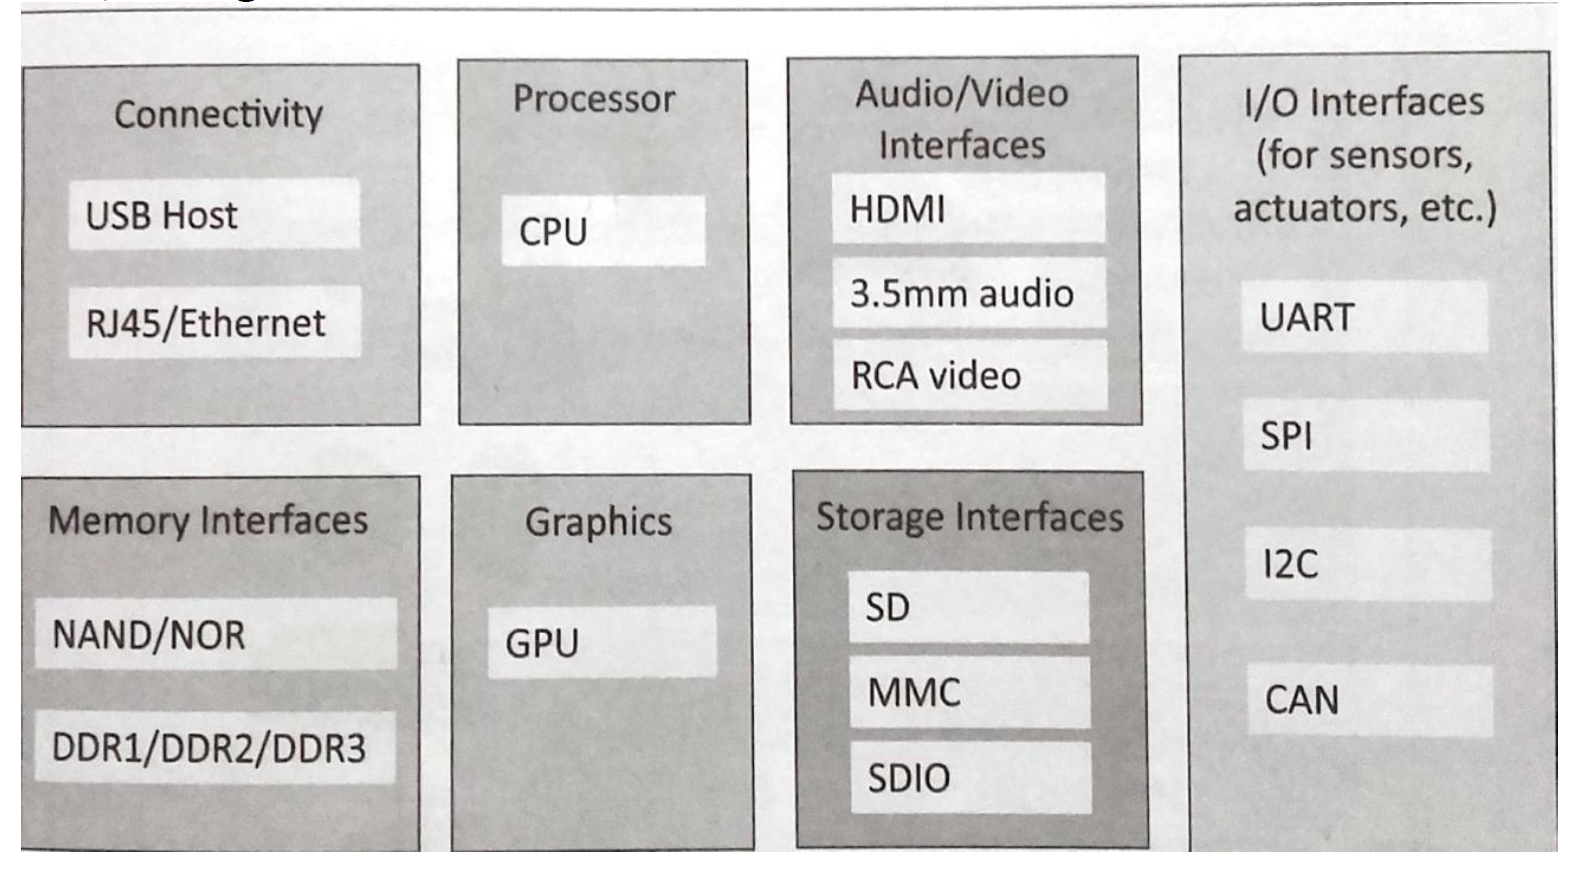 Connectivity
USB Host
RJ45/Ethernet
Processor
CPU
Audio/Video
Interfaces
HDMI
3.5mm audio
RCA video
I/O Interfaces
(for sensors,
actuators, etc.)
UART
SPI
I2C
CAN
Memory Interfaces
NAND/NOR
DDR1/DDR2/DDR3
Graphics
GPU
Storage Interfaces
SD
MMC
SDIO